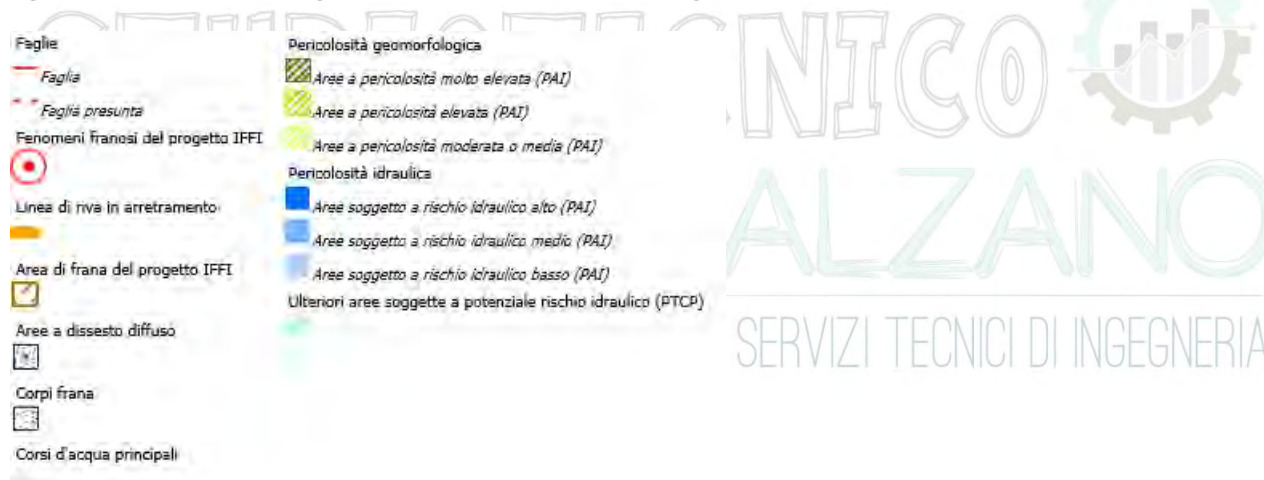 NICO
ALZANO
SERVIZI TECNICI DI INGEGNERIA
Faglie
Faglia
Faglia presunta
Fenomeni franosi del progetto IFFI
Linea di riva in arretramento
Area di frana del progetto IFFI
Aree a dissesto diffuso
Corpi frana
Corsi d'acqua principali
Pericolosità geomorfologica
Aree a pericolosità molto elevata (PAI)
Aree a pericolosità elevata (PAI)
Aree a pericolosità moderata o media (PAI)
Pericolosità idraulica
Aree soggetto a rischio idraulico alto (PAI)
Aree soggetto a rischio idraulico medio (PAI)
Aree soggetto a rischio idraulico basso (PAI)
Ulteriori aree soggette a potenziale rischio idraulico (PTCP)